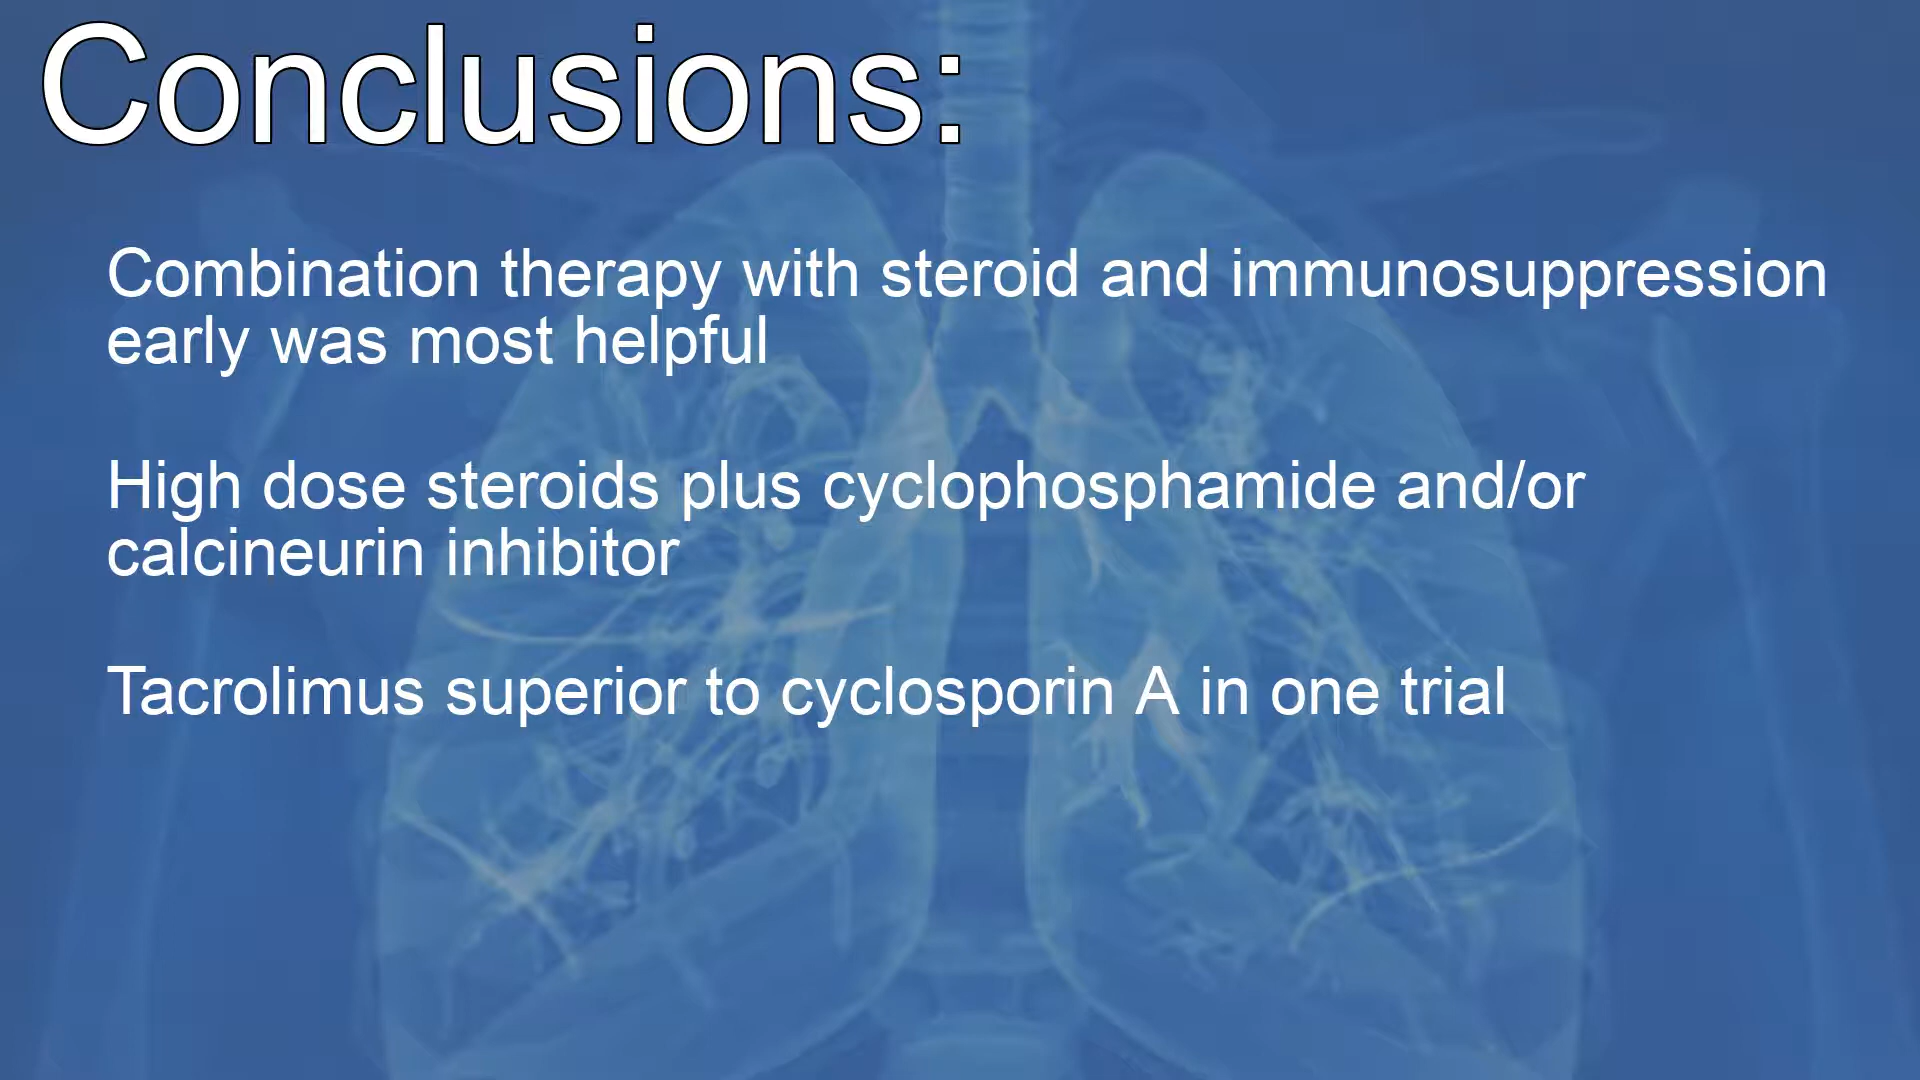 Conclusions:
Combination therapy with steroid and immunosuppression
early was most helpful
High dose steroids plus cyclophosphamide and/or
calcineurin inhibitor
Tacrolimus superior to cyclosporin A in one trial